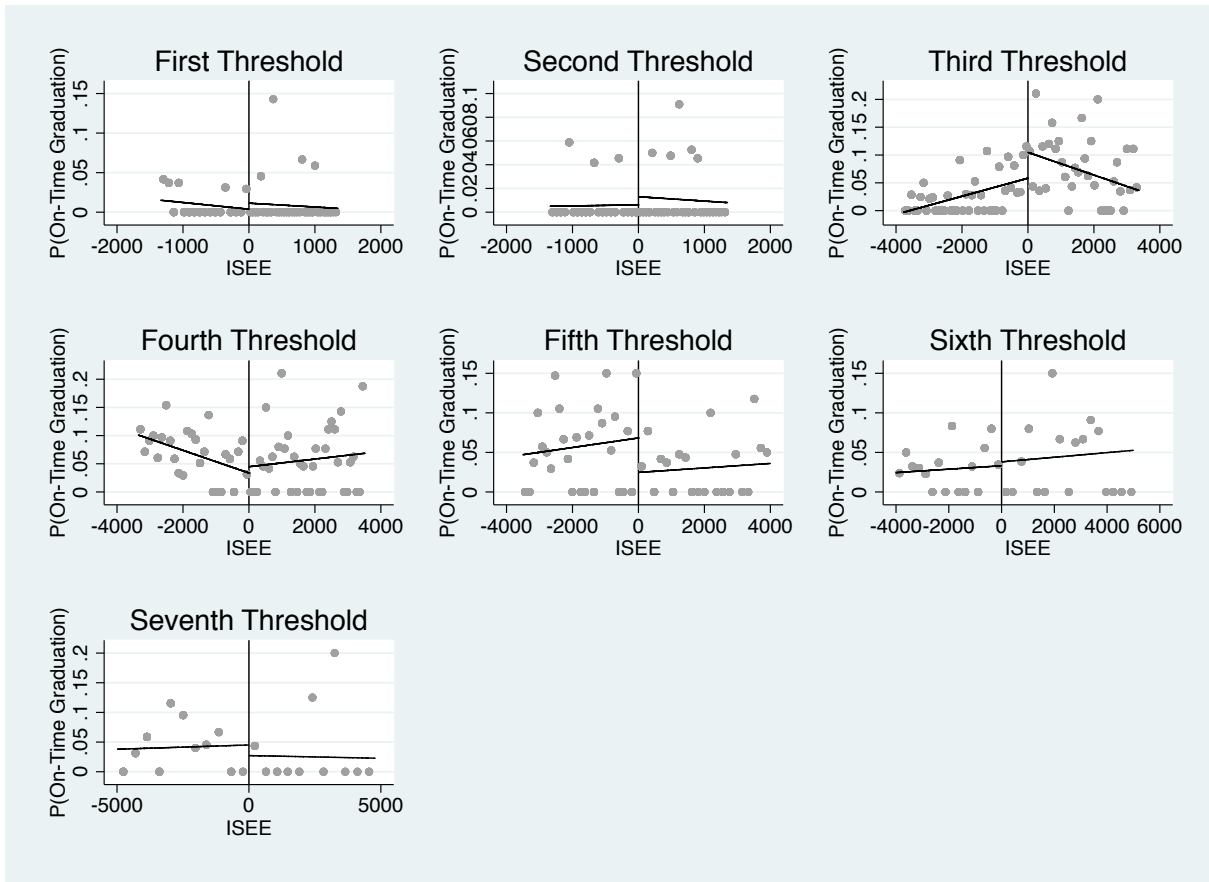 First Threshold
P(On-Time Graduation)
.15
.1
.05
0
-2000 -1000 0 1000 2000
ISEE
Second Threshold
P(On-Time Graduation)
.1
.08
.06
.04
.02
0
-2000 -1000 0 1000 2000
ISEE
Third Threshold
P(On-Time Graduation)
.2
.15
.1
.05
0
-4000 -2000 0 2000 4000
ISEE
Fourth Threshold
P(On-Time Graduation)
.2
.15
.1
.05
0
-4000 -2000 0 2000 4000
ISEE
Fifth Threshold
P(On-Time Graduation)
.15
.1
.05
0
-4000 -2000 0 2000 4000
ISEE
Sixth Threshold
P(On-Time Graduation)
.15
.1
.05
0
-4000 -2000 0 2000 4000 6000
ISEE
Seventh Threshold
P(On-Time Graduation)
.2
.15
.1
.05
0
-5000 0 5000
ISEE